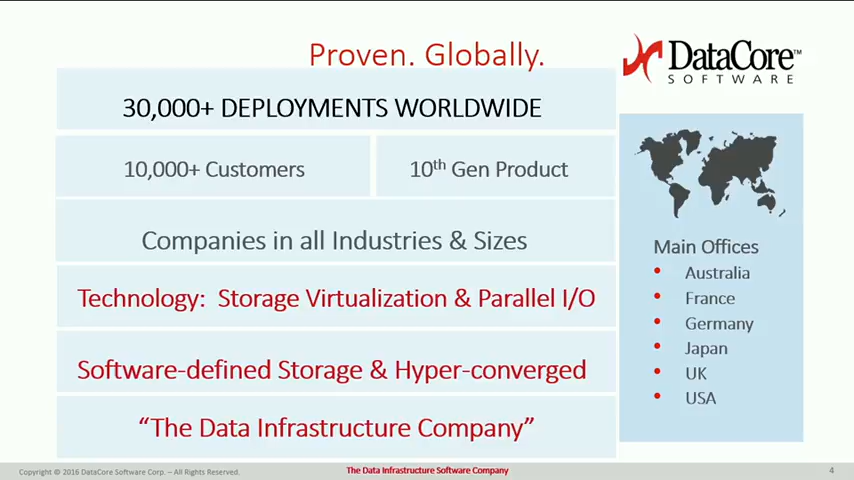 Proven. Globally.
DataCore™
SOFTWARE
30,000+ DEPLOYMENTS WORLDWIDE
10,000+ Customers
10th Gen Product
Companies in all Industries & Sizes
Technology: Storage Virtualization & Parallel I/O
Software-defined Storage & Hyper-converged
“The Data Infrastructure Company”
Main Offices
• Australia
• France
• Germany
• Japan
• UK
• USA
Copyright © 2016 DataCore Software Corp. – All Rights Reserved.
The Data Infrastructure Software Company
4